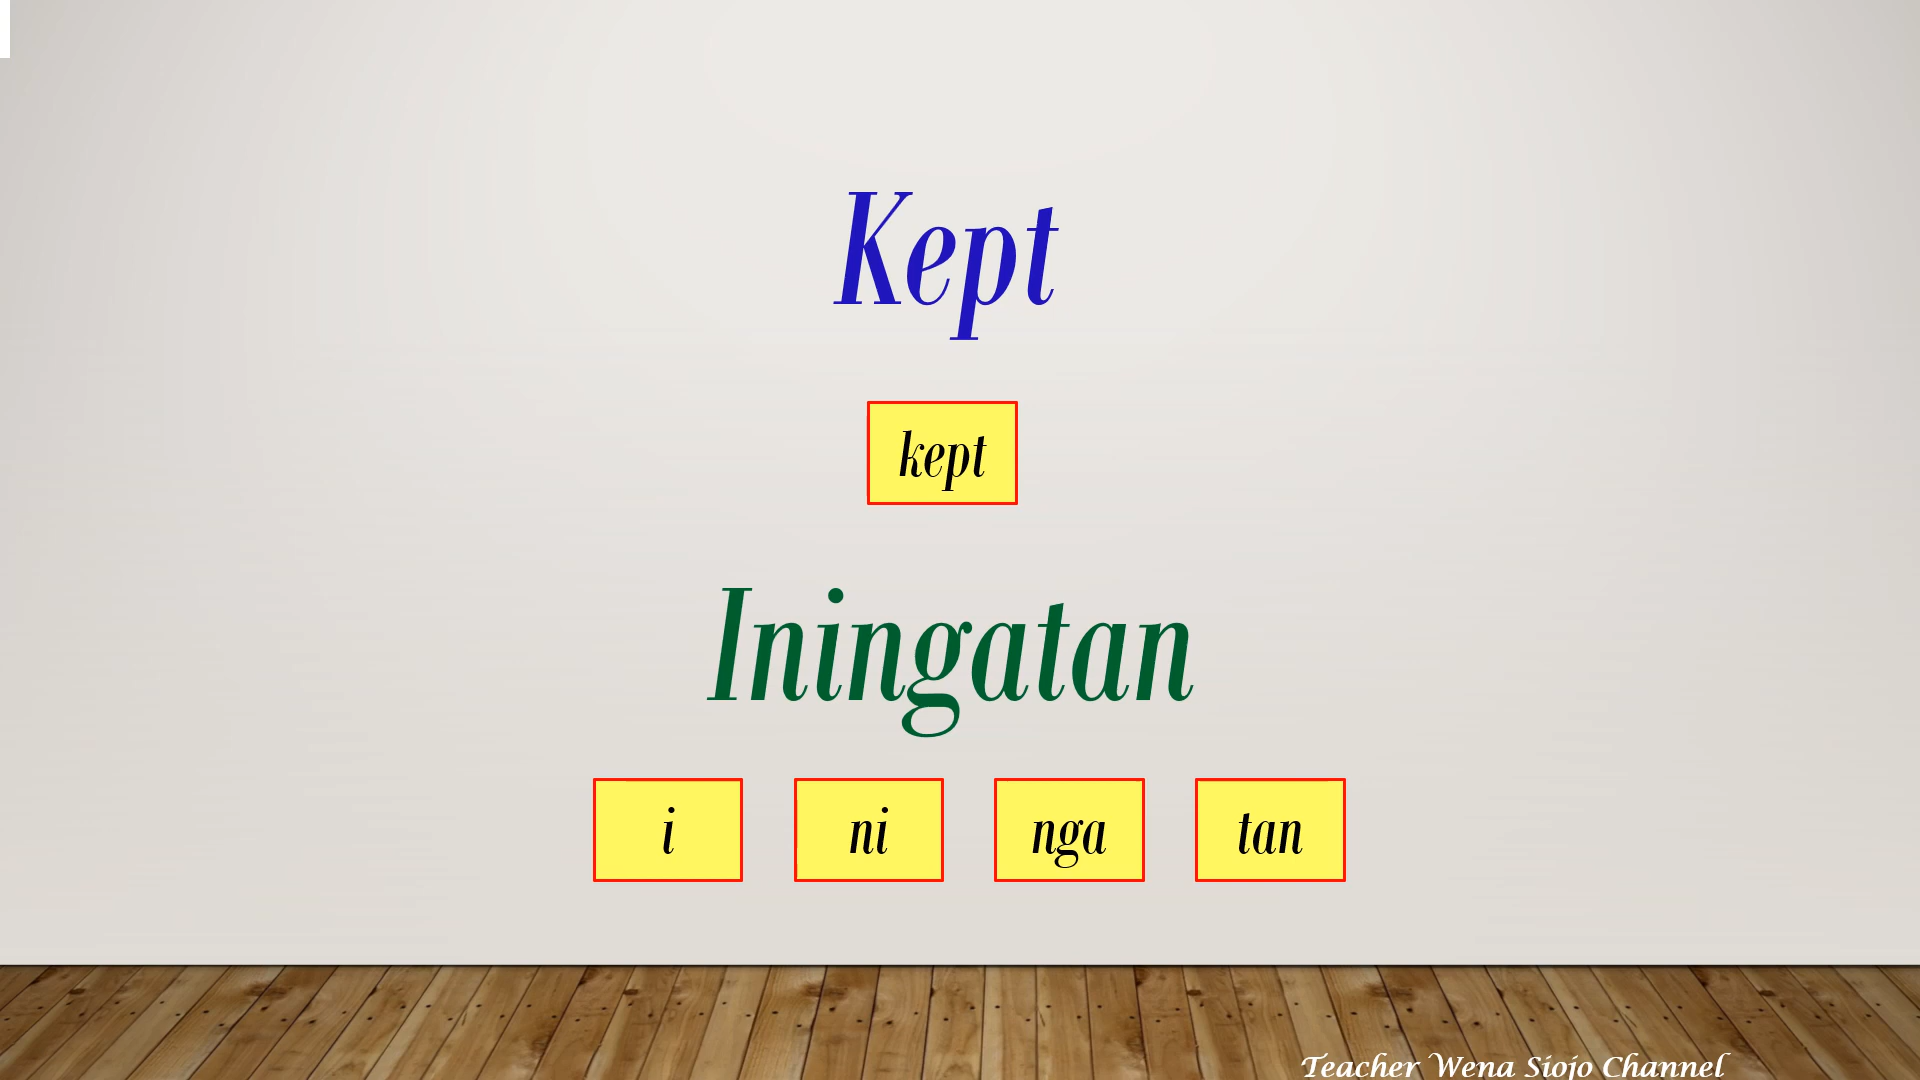 Kept
kept
Iningatan
i ni nga tan
Teacher Wena Siojo Channel